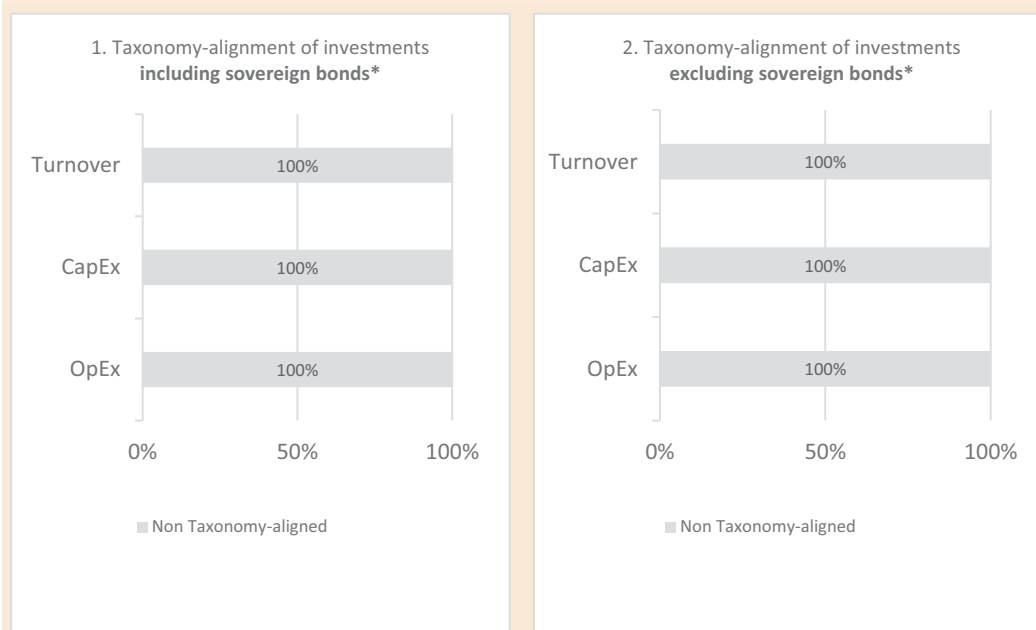 1. Taxonomy-alignment of investments
including sovereign bonds*
Turnover
100%
CapEx
100%
OpEx
100%
0%
50%
100%
Non Taxonomy-aligned
2. Taxonomy-alignment of investments
excluding sovereign bonds*
Turnover
100%
CapEx
100%
OpEx
100%
0%
50%
100%
Non Taxonomy-aligned